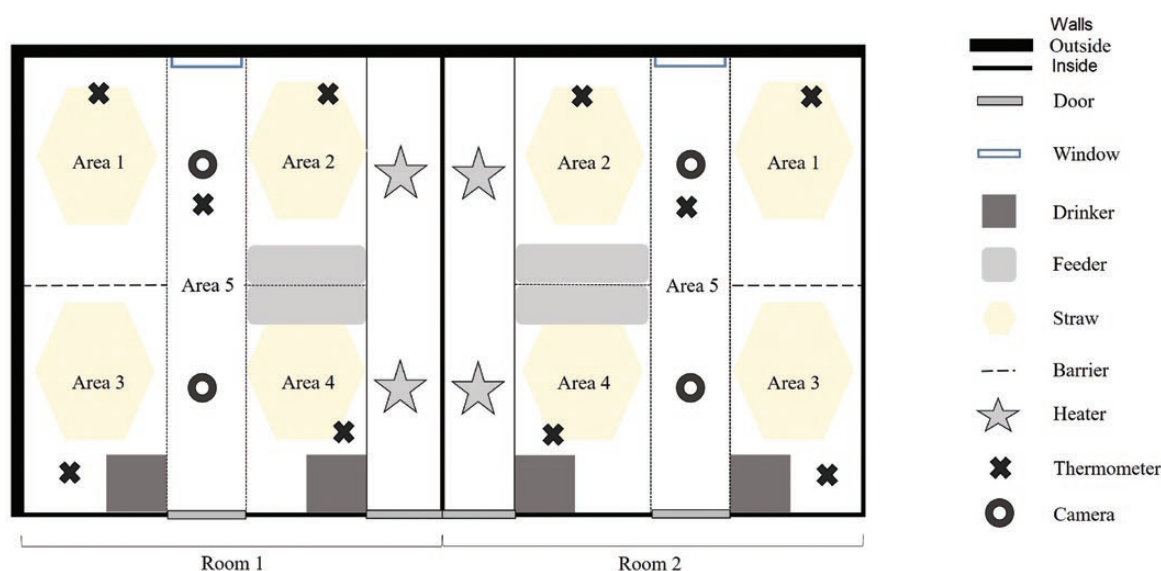 Walls
Outside
Inside
Door
Window
Drinker
Feeder
Straw
Barrier
Heater
Thermometer
Camera
Area 1
Area 2
Area 2
Area 1
Area 5
Area 5
Area 3
Area 4
Area 4
Area 3
Room 1
Room 2